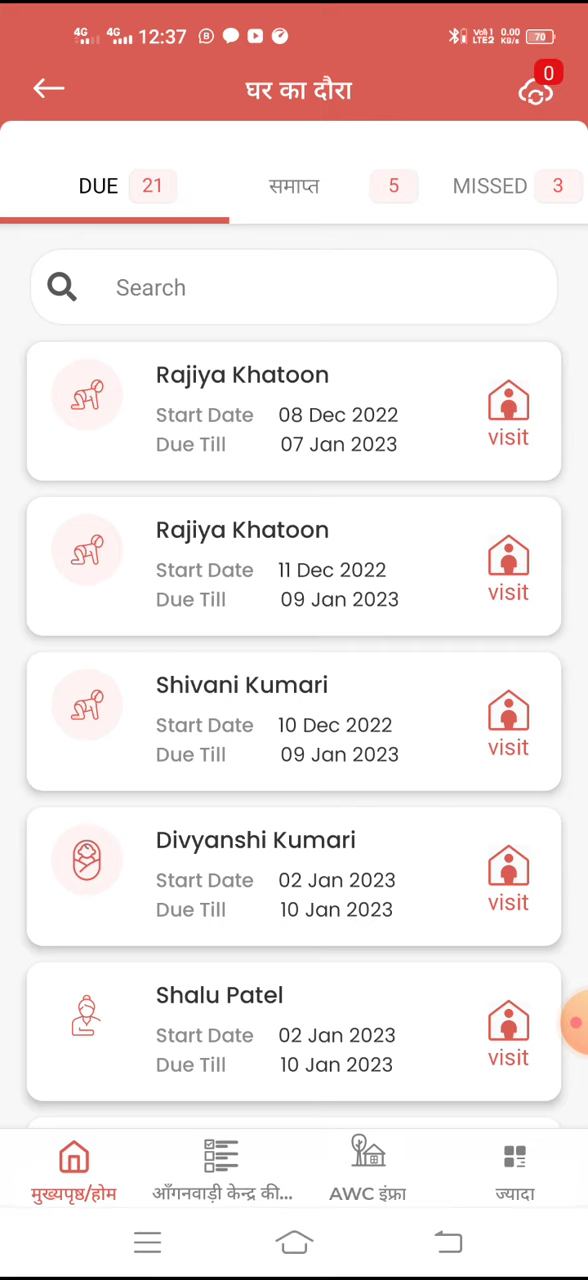 4G 4G 12:37 B Vo)) 1 LTE2 0.00 KB/s 70
घर का दौरा 0
DUE 21 समाप्त 5 MISSED 3
Search
Rajiya Khatoon
Start Date 08 Dec 2022
Due Till 07 Jan 2023
visit
Rajiya Khatoon
Start Date 11 Dec 2022
Due Till 09 Jan 2023
visit
Shivani Kumari
Start Date 10 Dec 2022
Due Till 09 Jan 2023
visit
Divyanshi Kumari
Start Date 02 Jan 2023
Due Till 10 Jan 2023
visit
Shalu Patel
Start Date 02 Jan 2023
Due Till 10 Jan 2023
visit
मुख्यपृष्ठ/होम आँगनवाड़ी केन्द्र की... AWC इंफ्रा ज्यादा